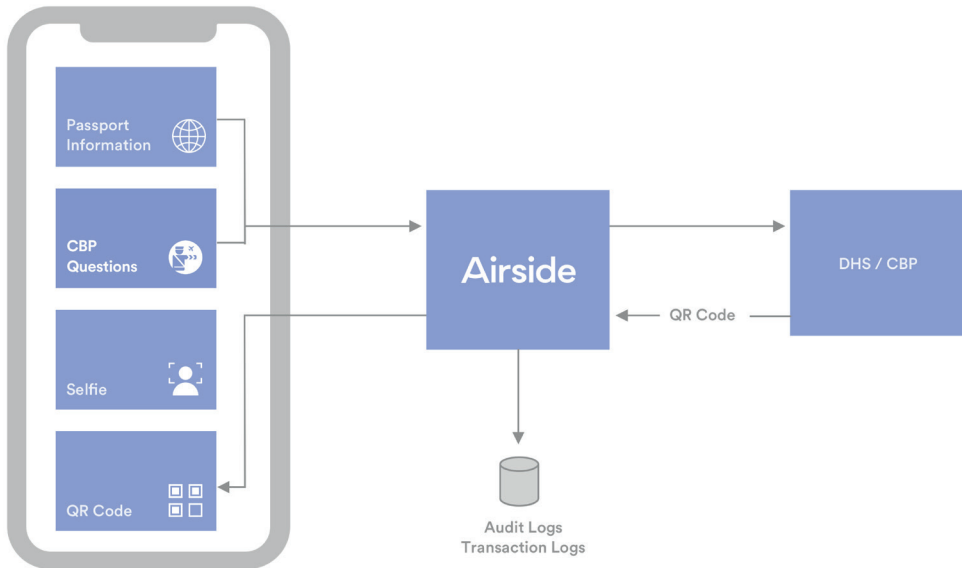 Passport
Information
CBP
Questions
Selfie
QR Code
Airside
DHS / CBP
QR Code
Audit Logs
Transaction Logs